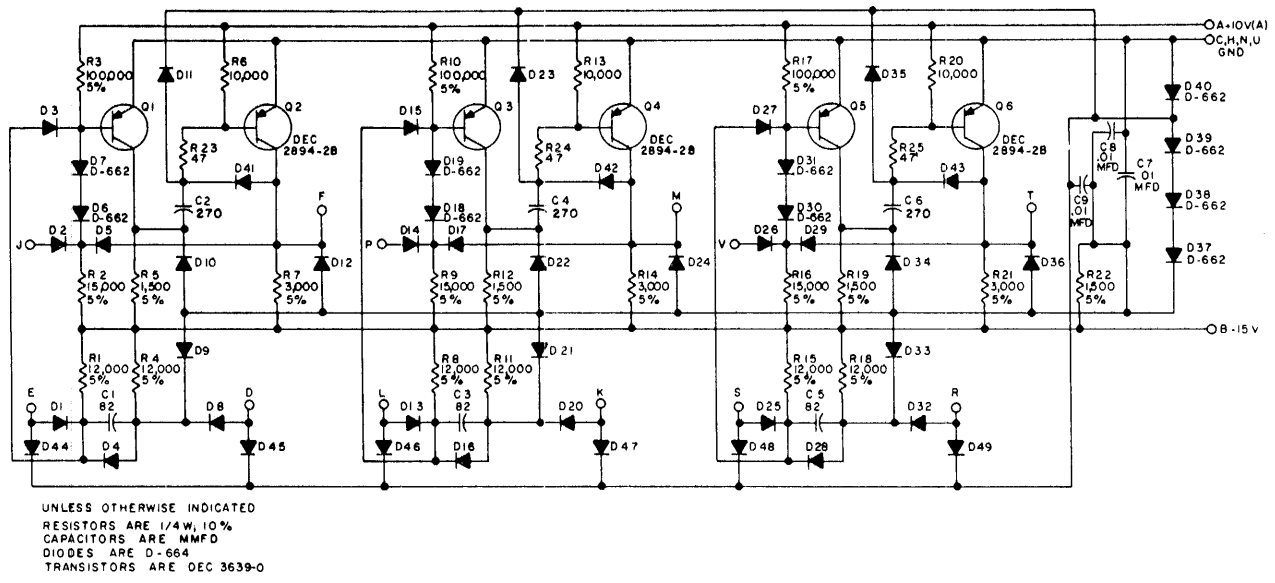 A+10V(A)
C,H,N,U
GND
R3
100,000
5%
D11
R6
10,000
R10
100,000
5%
D23
R13
10,000
R17
100,000
5%
D35
R20
10,000
D40
D-662
D3
Q1
Q2
D15
Q3
Q4
D27
Q5
Q6
DEC
2894-2B
DEC
2894-2B
DEC
2894-2B
R23
47
R24
47
R25
47
C8
.01
MFD
D39
D-662
D7
D-662
D41
D19
D-662
D42
D31
D-662
D43
C7
.01
MFD
C9
.01
MFD
D38
D-662
D6
D-662
C2
270
F
D18
D-662
C4
270
M
D30
D-662
C6
270
T
J
D2
D5
P
D14
D17
V
D26
D29
D37
D-662
R2
15,000
5%
R5
1,500
5%
D10
R7
3,000
5%
D12
R9
15,000
5%
R12
1,500
5%
D22
R14
3,000
5%
D24
R16
15,000
5%
R19
1,500
5%
D34
R21
3,000
5%
D36
R22
1,500
5%
B-15V
R1
12,000
5%
R4
12,000
5%
D9
R8
12,000
5%
R11
12,000
5%
D21
R15
12,000
5%
R18
12,000
5%
D33
E
D1
C1
82
D8
D
L
D13
C3
82
D20
K
S
D25
C5
82
D32
R
D44
D4
D45
D46
D16
D47
D48
D28
D49
UNLESS OTHERWISE INDICATED
RESISTORS ARE 1/4W; 10%
CAPACITORS ARE MMFD
DIODES ARE D-664
TRANSISTORS ARE DEC 3639-0